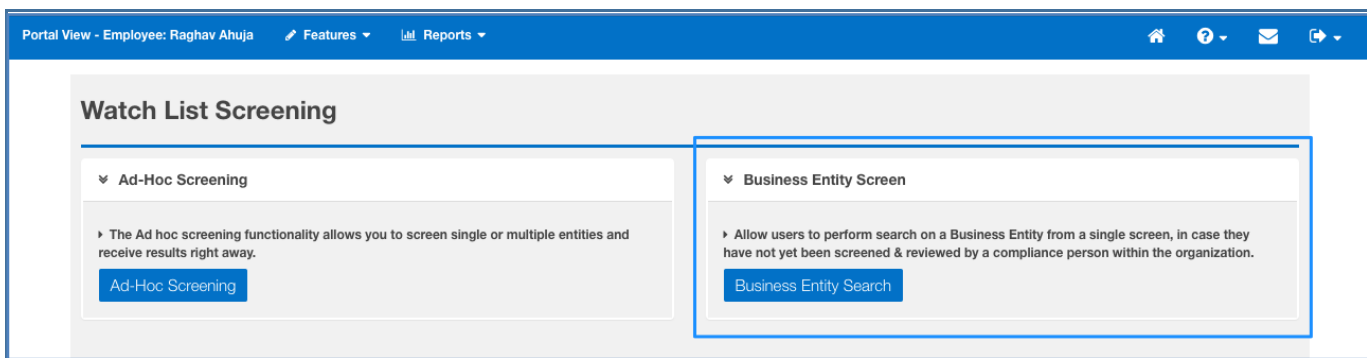 Portal View - Employee: Raghav Ahuja Features Reports
Watch List Screening
Ad-Hoc Screening
The Ad hoc screening functionality allows you to screen single or multiple entities and
receive results right away.
Ad-Hoc Screening
Business Entity Screen
Allow users to perform search on a Business Entity from a single screen, in case they
have not yet been screened & reviewed by a compliance person within the organization.
Business Entity Search